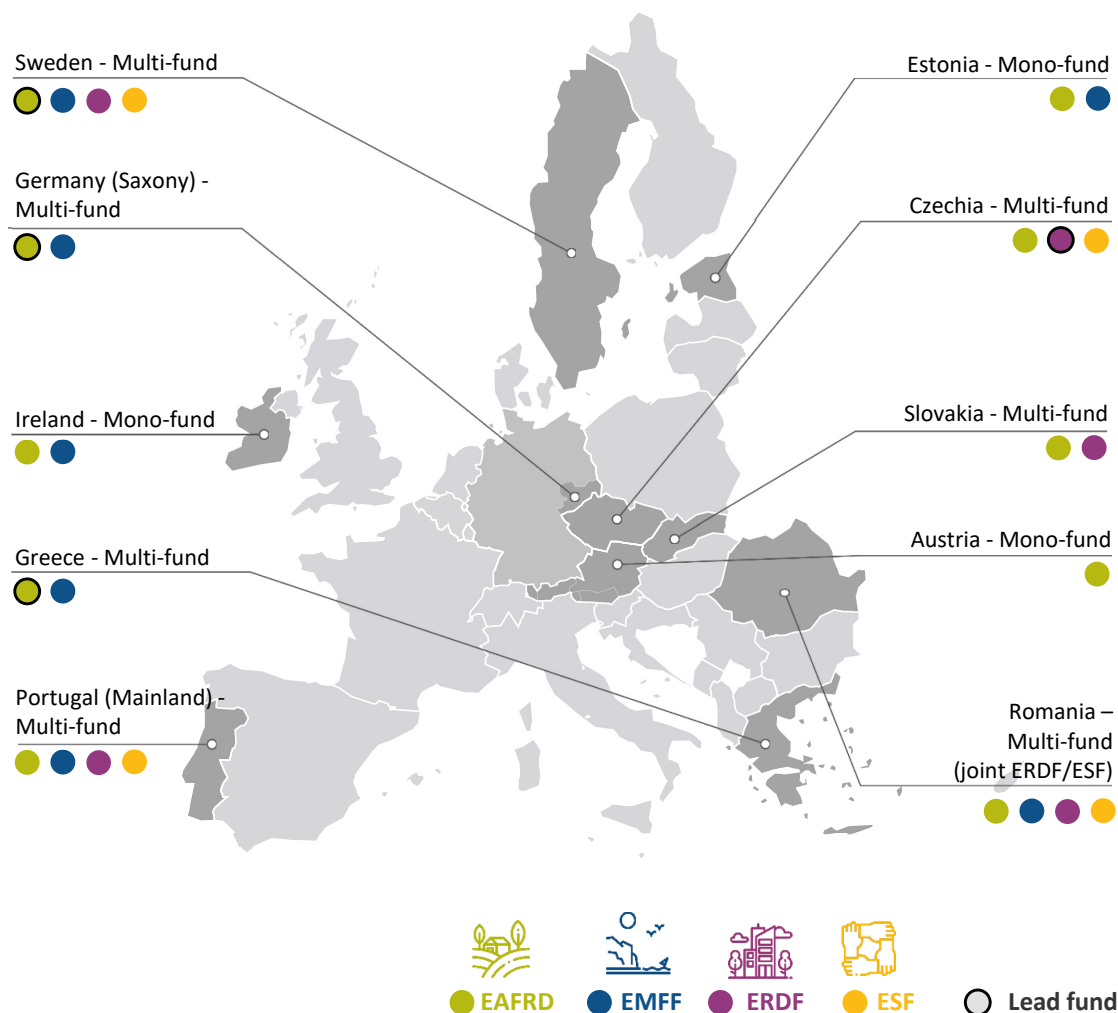 Sweden - Multi-fund
Estonia - Mono-fund
Germany (Saxony) -
Multi-fund
Czechia - Multi-fund
Ireland - Mono-fund
Slovakia - Multi-fund
Greece - Multi-fund
Austria - Mono-fund
Portugal (Mainland) -
Multi-fund
Romania –
Multi-fund
(joint ERDF/ESF)
EAFRD
EMFF
ERDF
ESF
Lead fund